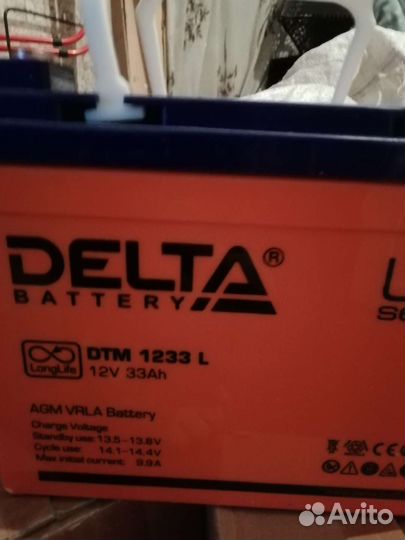 DELTA®
BATTERY
LongLife
DTM 1233 L
12V 33Ah
AGM VRLA Battery
Charge Voltage
Standby use: 13.5-13.8V
Cycle use: 14.1-14.4V
Max initial current: 9.9A
Avito